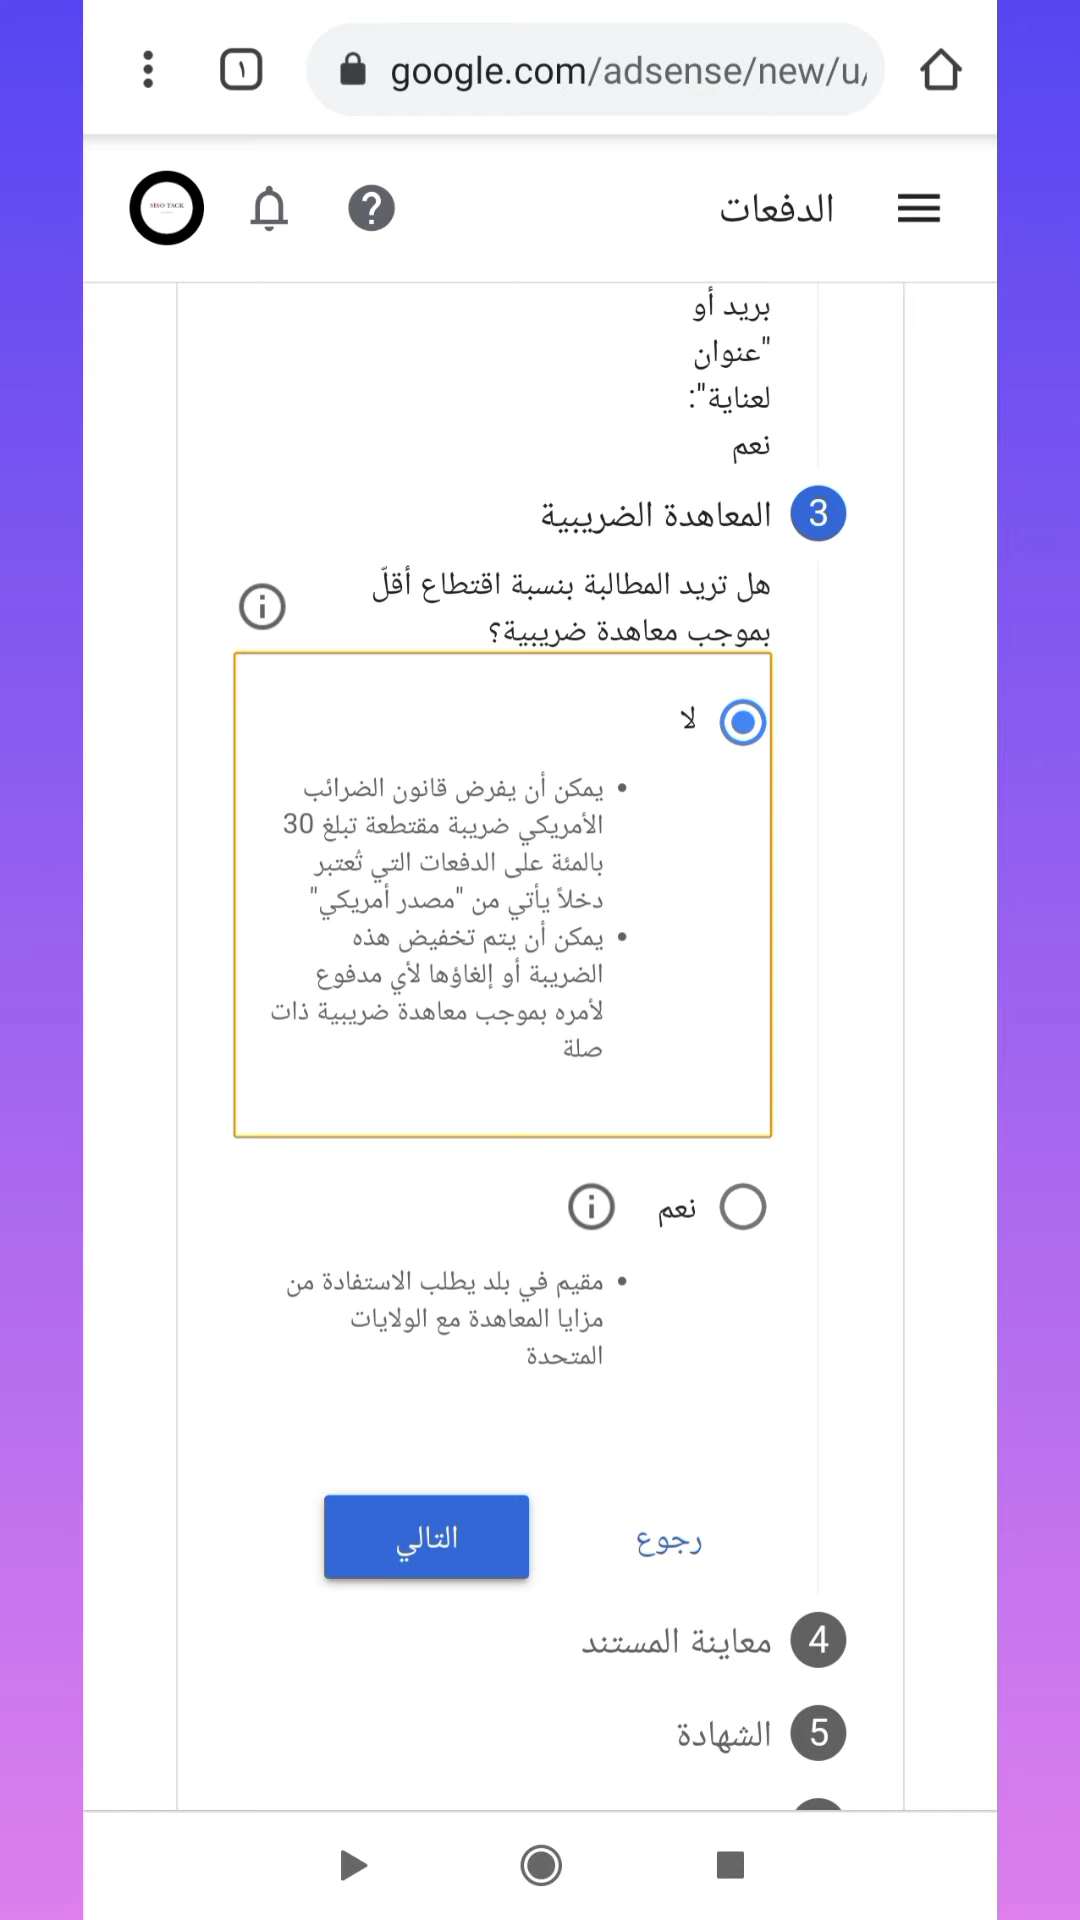 ١
google.com/adsense/new/u/
الدفعات
SISO TACK
بريد أو
"عنوان
لعناية":
نعم
3
المعاهدة الضريبية
هل تريد المطالبة بنسبة اقتطاع أقلّ
بموجب معاهدة ضريبية؟
لا
• يمكن أن يفرض قانون الضرائب
الأمريكي ضريبة مقتطعة تبلغ 30
بالمئة على الدفعات التي تُعتبر
دخلاً يأتي من "مصدر أمريكي"
• يمكن أن يتم تخفيض هذه
الضريبة أو إلغاؤها لأي مدفوع
لأمره بموجب معاهدة ضريبية ذات
صلة
نعم
• مقيم في بلد يطلب الاستفادة من
مزايا المعاهدة مع الولايات
المتحدة
رجوع
التالي
4
معاينة المستند
5
الشهادة